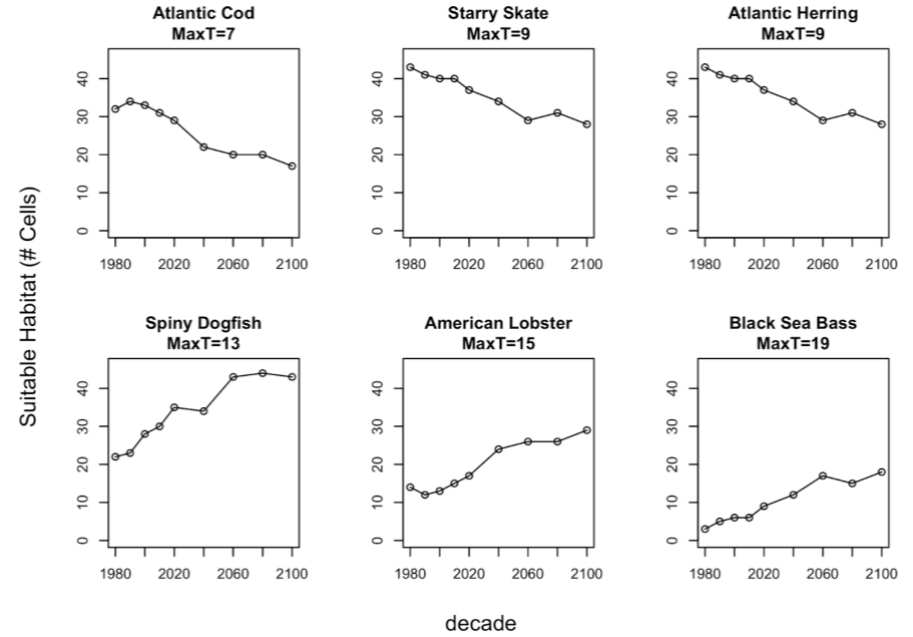 Atlantic Cod
MaxT=7
Starry Skate
MaxT=9
Atlantic Herring
MaxT=9
40
30
20
10
0
1980 2020 2060 2100
40
30
20
10
0
1980 2020 2060 2100
40
30
20
10
0
1980 2020 2060 2100
Suitable Habitat (# Cells)
Spiny Dogfish
MaxT=13
American Lobster
MaxT=15
Black Sea Bass
MaxT=19
40
30
20
10
0
1980 2020 2060 2100
40
30
20
10
0
1980 2020 2060 2100
40
30
20
10
0
1980 2020 2060 2100
decade